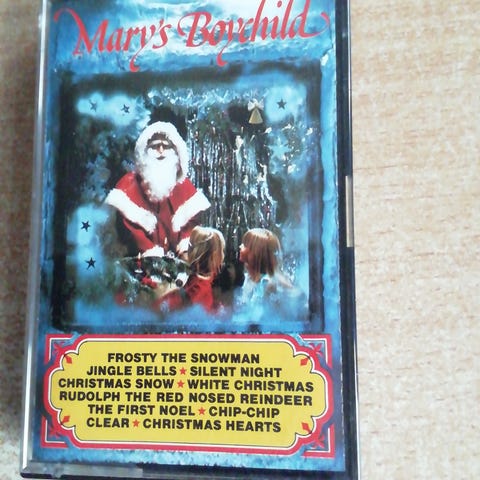 Mary's Boychild
FROSTY THE SNOWMAN
JINGLE BELLS ★ SILENT NIGHT
CHRISTMAS SNOW ★ WHITE CHRISTMAS
RUDOLPH THE RED NOSED REINDEER
THE FIRST NOEL ★ CHIP-CHIP
CLEAR ★ CHRISTMAS HEARTS